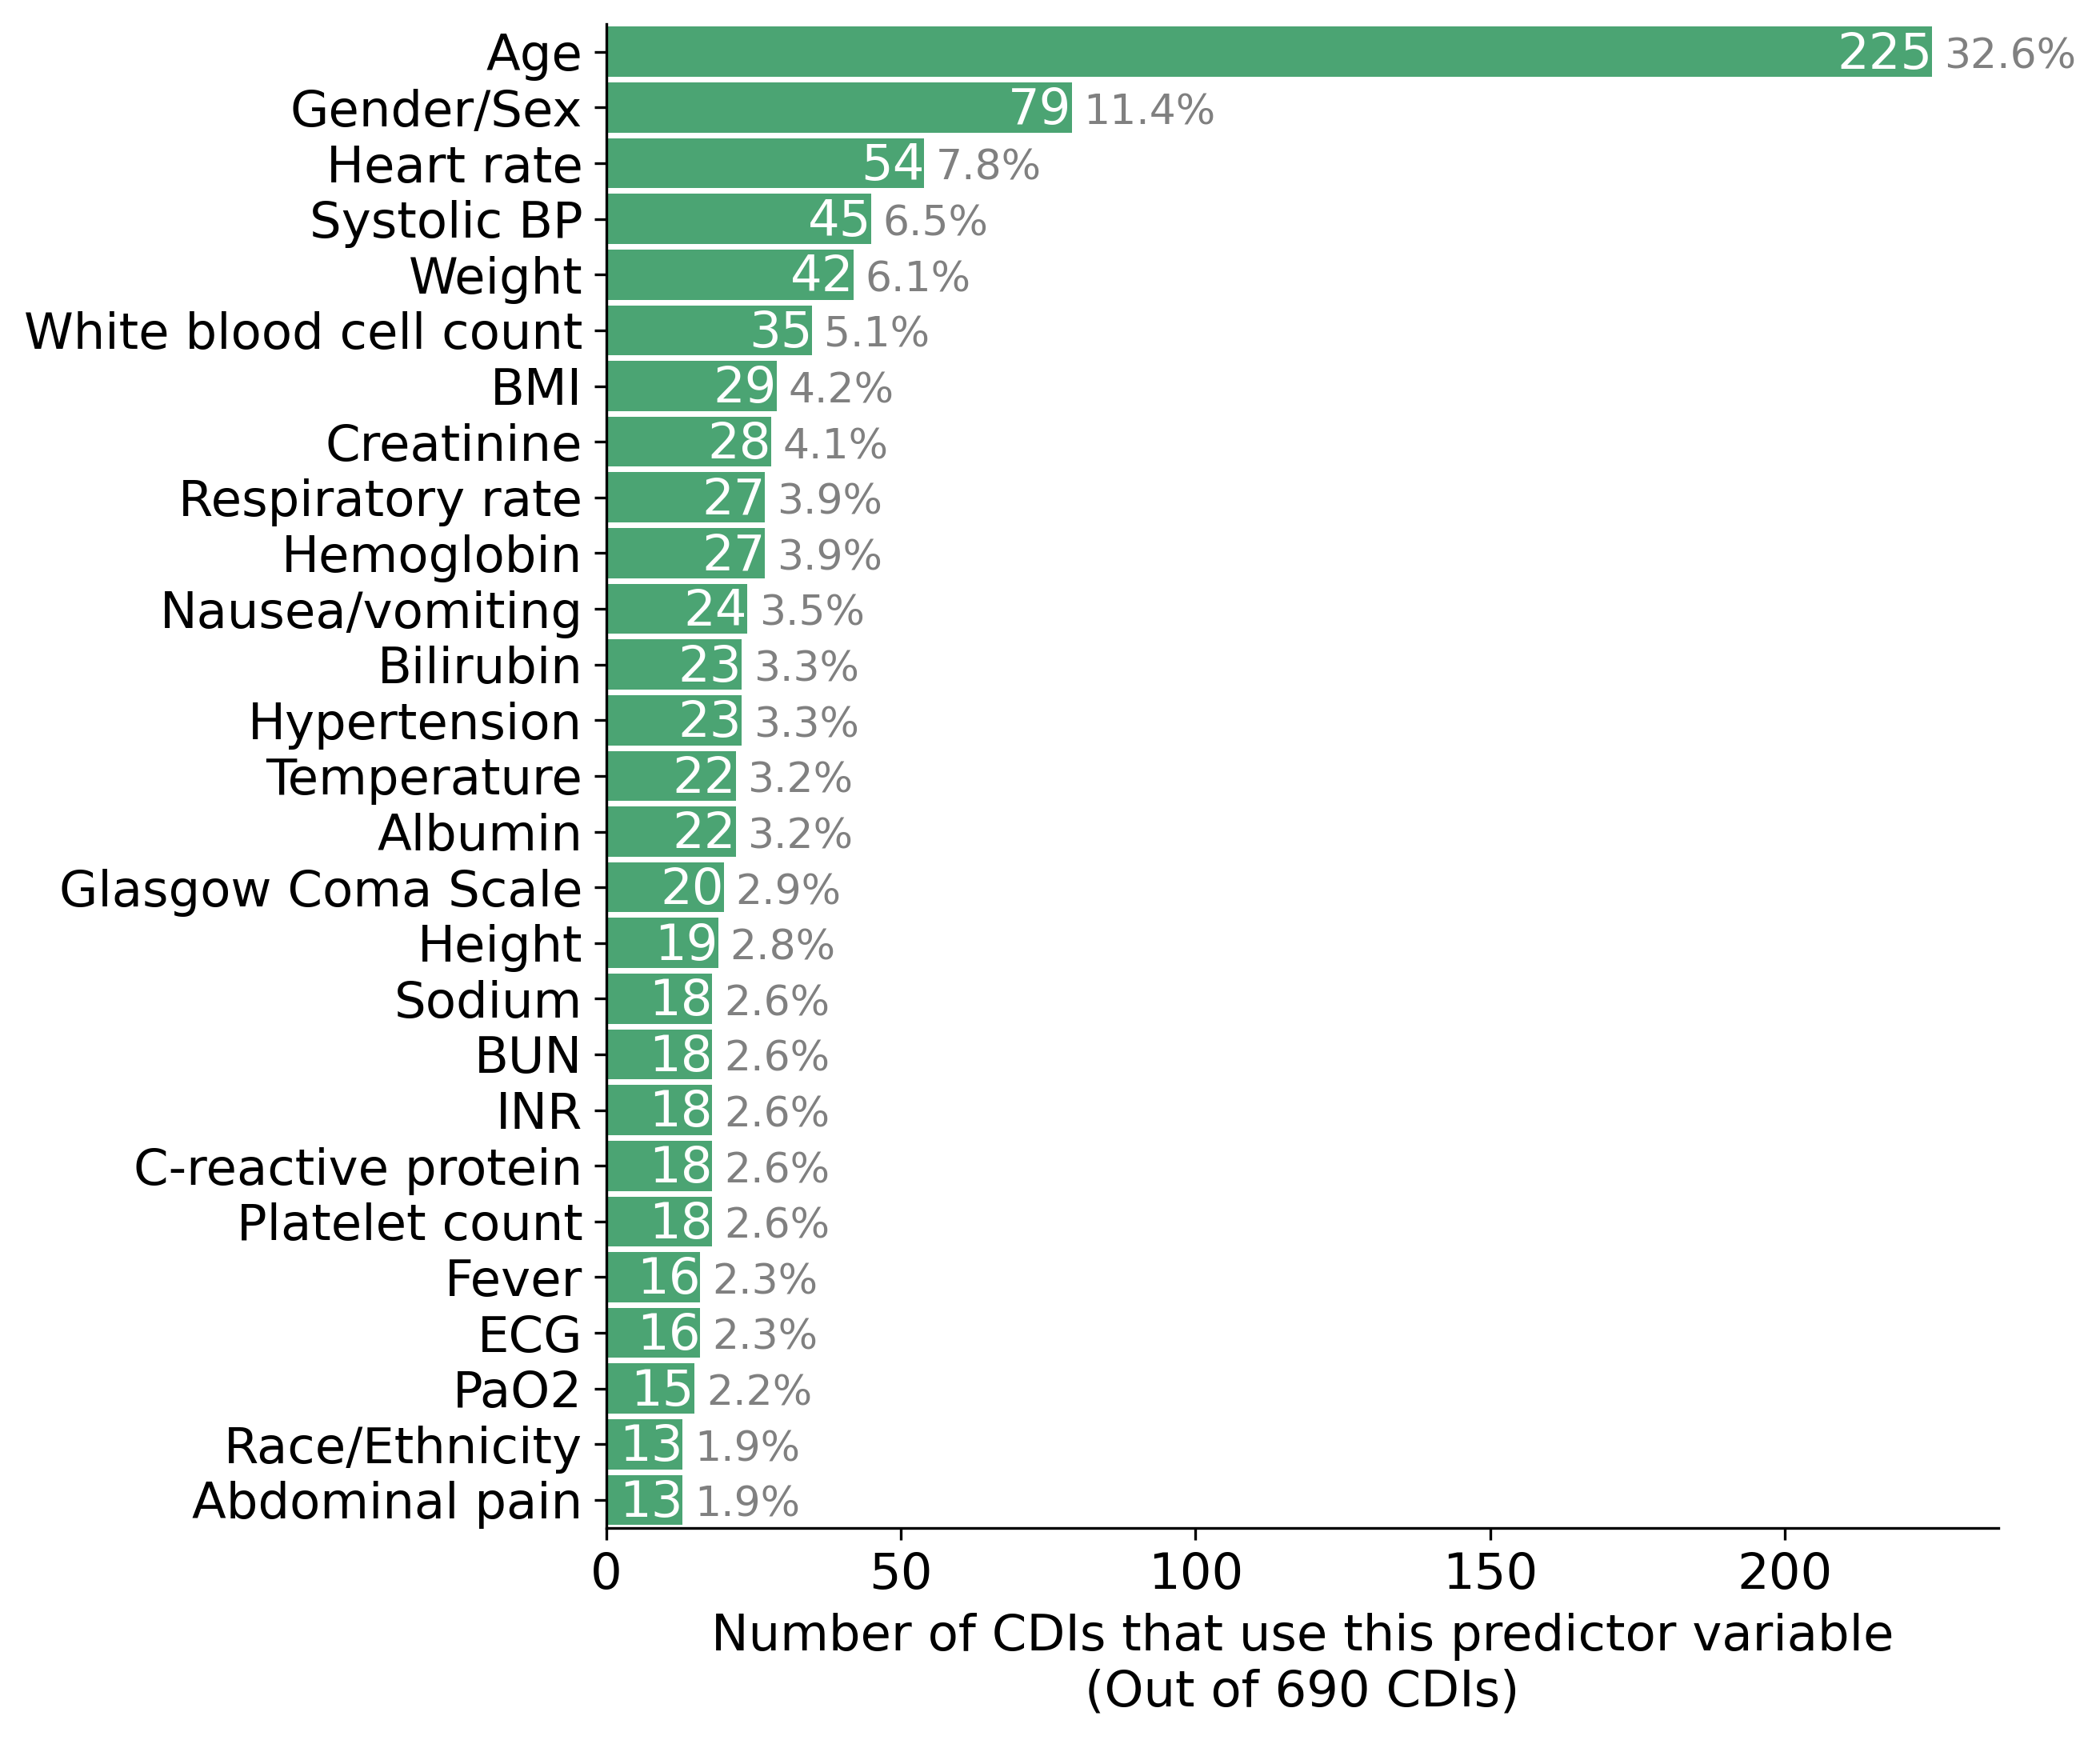 Age 225 32.6%
Gender/Sex 79 11.4%
Heart rate 54 7.8%
Systolic BP 45 6.5%
Weight 42 6.1%
White blood cell count 35 5.1%
BMI 29 4.2%
Creatinine 28 4.1%
Respiratory rate 27 3.9%
Hemoglobin 27 3.9%
Nausea/vomiting 24 3.5%
Bilirubin 23 3.3%
Hypertension 23 3.3%
Temperature 22 3.2%
Albumin 22 3.2%
Glasgow Coma Scale 20 2.9%
Height 19 2.8%
Sodium 18 2.6%
BUN 18 2.6%
INR 18 2.6%
C-reactive protein 18 2.6%
Platelet count 18 2.6%
Fever 16 2.3%
ECG 16 2.3%
PaO2 15 2.2%
Race/Ethnicity 13 1.9%
Abdominal pain 13 1.9%
0 50 100 150 200
Number of CDIs that use this predictor variable
(Out of 690 CDIs)